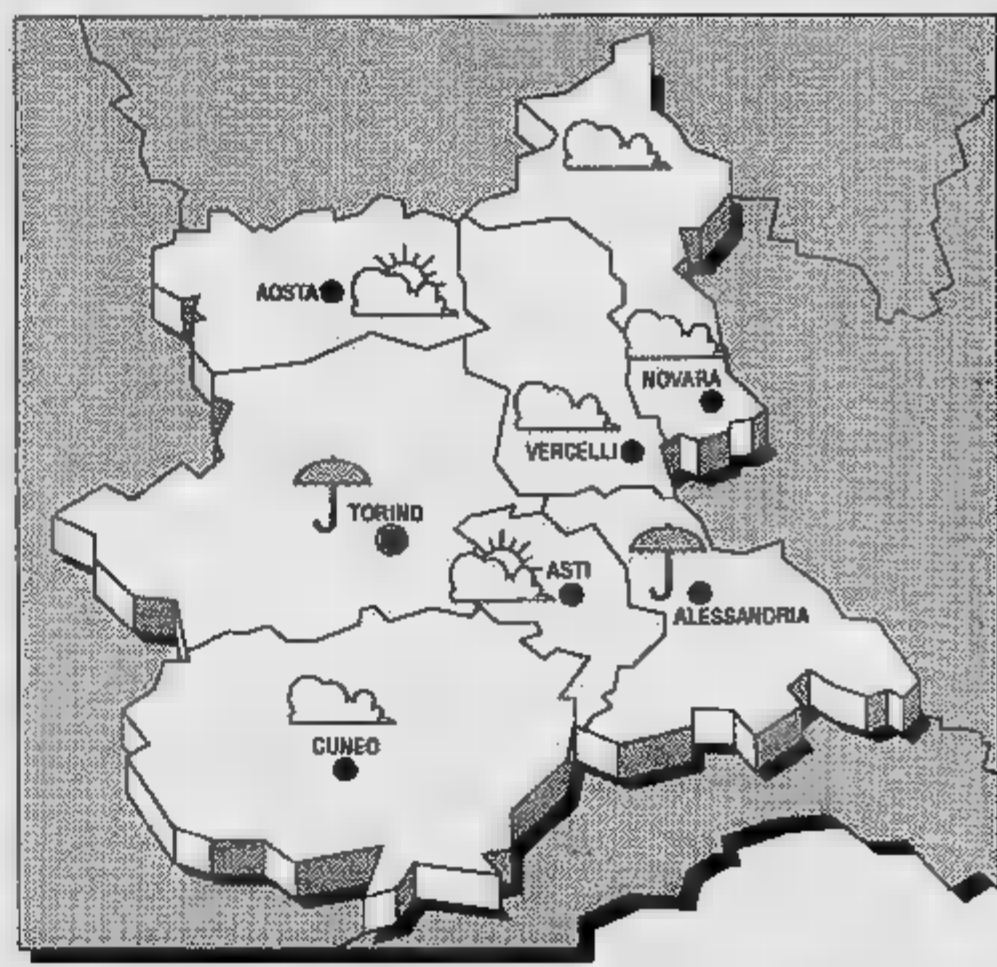 AOSTA
NOVARA
VERCELLI
TORINO
ASTI
ALESSANDRIA
CUNEO